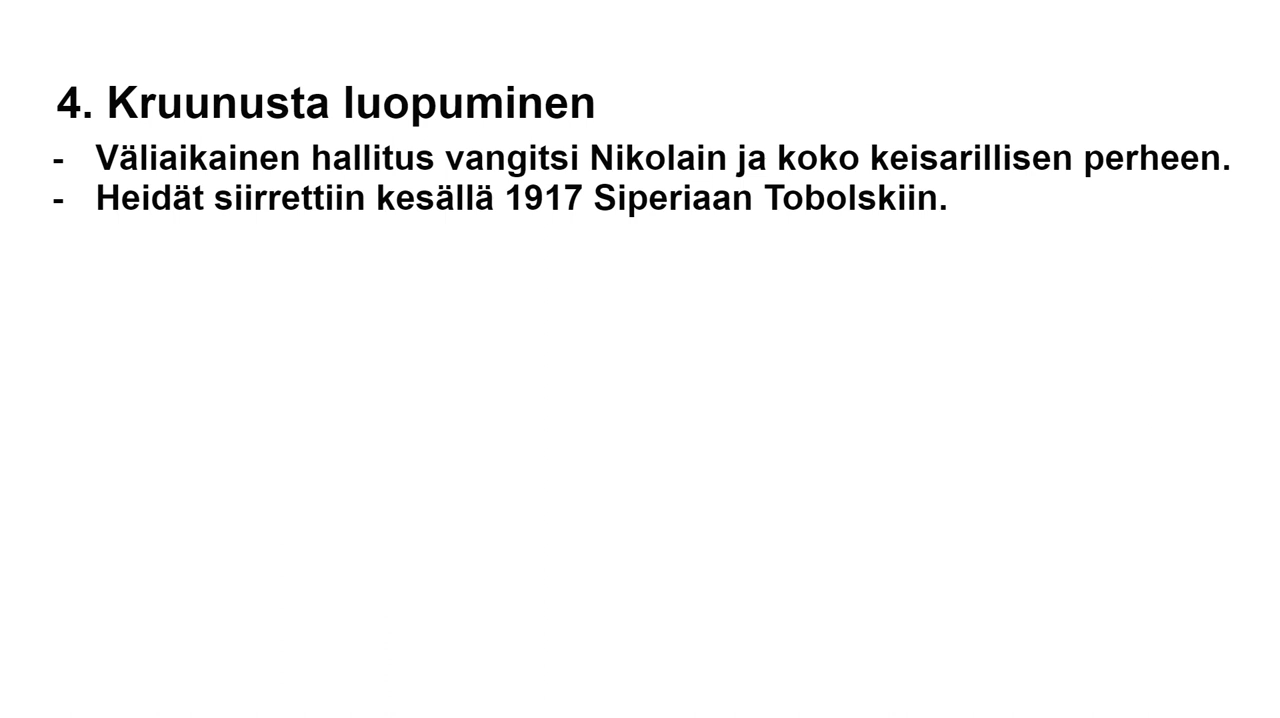 4. Kruunusta luopuminen
- Väliaikainen hallitus vangitsi Nikolain ja koko keisarillisen perheen.
- Heidät siirrettiin kesällä 1917 Siperiaan Tobolskiin.